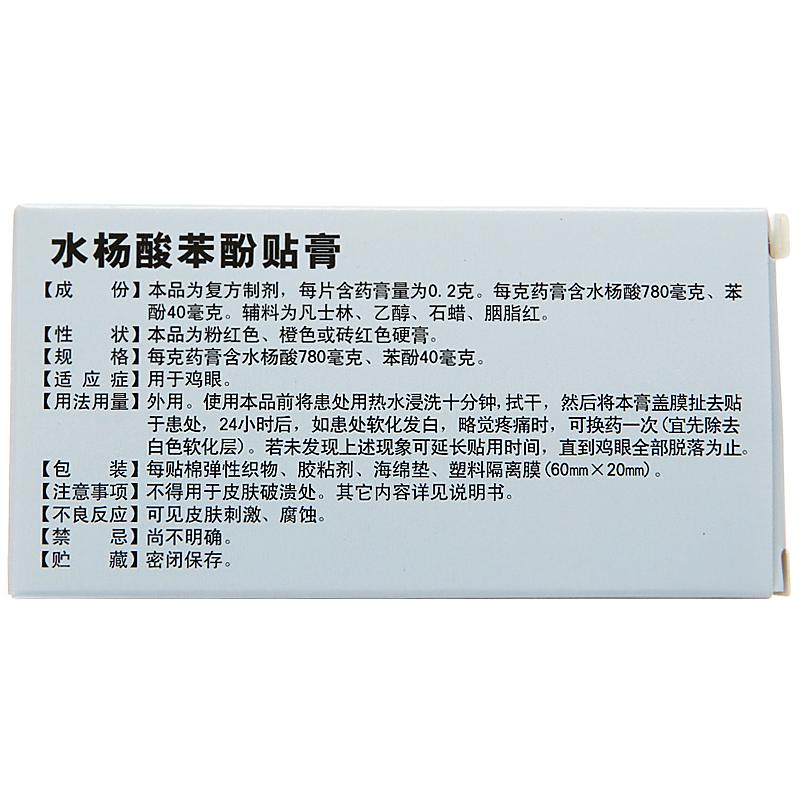 水杨酸苯酚贴膏
【成 份】本品为复方制剂，每片含药膏量为0.2克。每克药膏含水杨酸780毫克、苯
酚40毫克。辅料为凡士林、乙醇、石蜡、胭脂红。
【性 状】本品为粉红色、橙色或砖红色硬膏。
【规 格】每克药膏含水杨酸780毫克、苯酚40毫克。
【适应症】用于鸡眼。
【用法用量】外用。使用本品前将患处用热水浸洗十分钟，拭干，然后将本膏盖膜扯去贴
于患处，24小时后，如患处软化发白，略觉疼痛时，可换药一次(宜先除去
白色软化层)。若未发现上述现象可延长贴用时间，直到鸡眼全部脱落为止。
【包 装】每贴棉弹性织物、胶粘剂、海绵垫、塑料隔离膜(60mm×20mm)。
【注意事项】不得用于皮肤破溃处。其它内容详见说明书。
【不良反应】可见皮肤刺激、腐蚀。
【禁 忌】尚不明确。
【贮 藏】密闭保存。